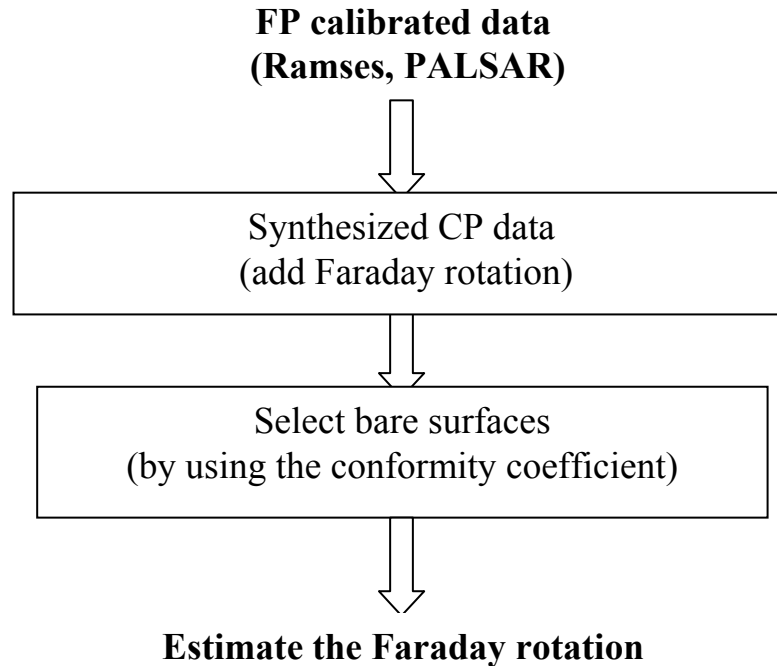 FP calibrated data
(Ramses, PALSAR)
Synthesized CP data
(add Faraday rotation)
Select bare surfaces
(by using the conformity coefficient)
Estimate the Faraday rotation